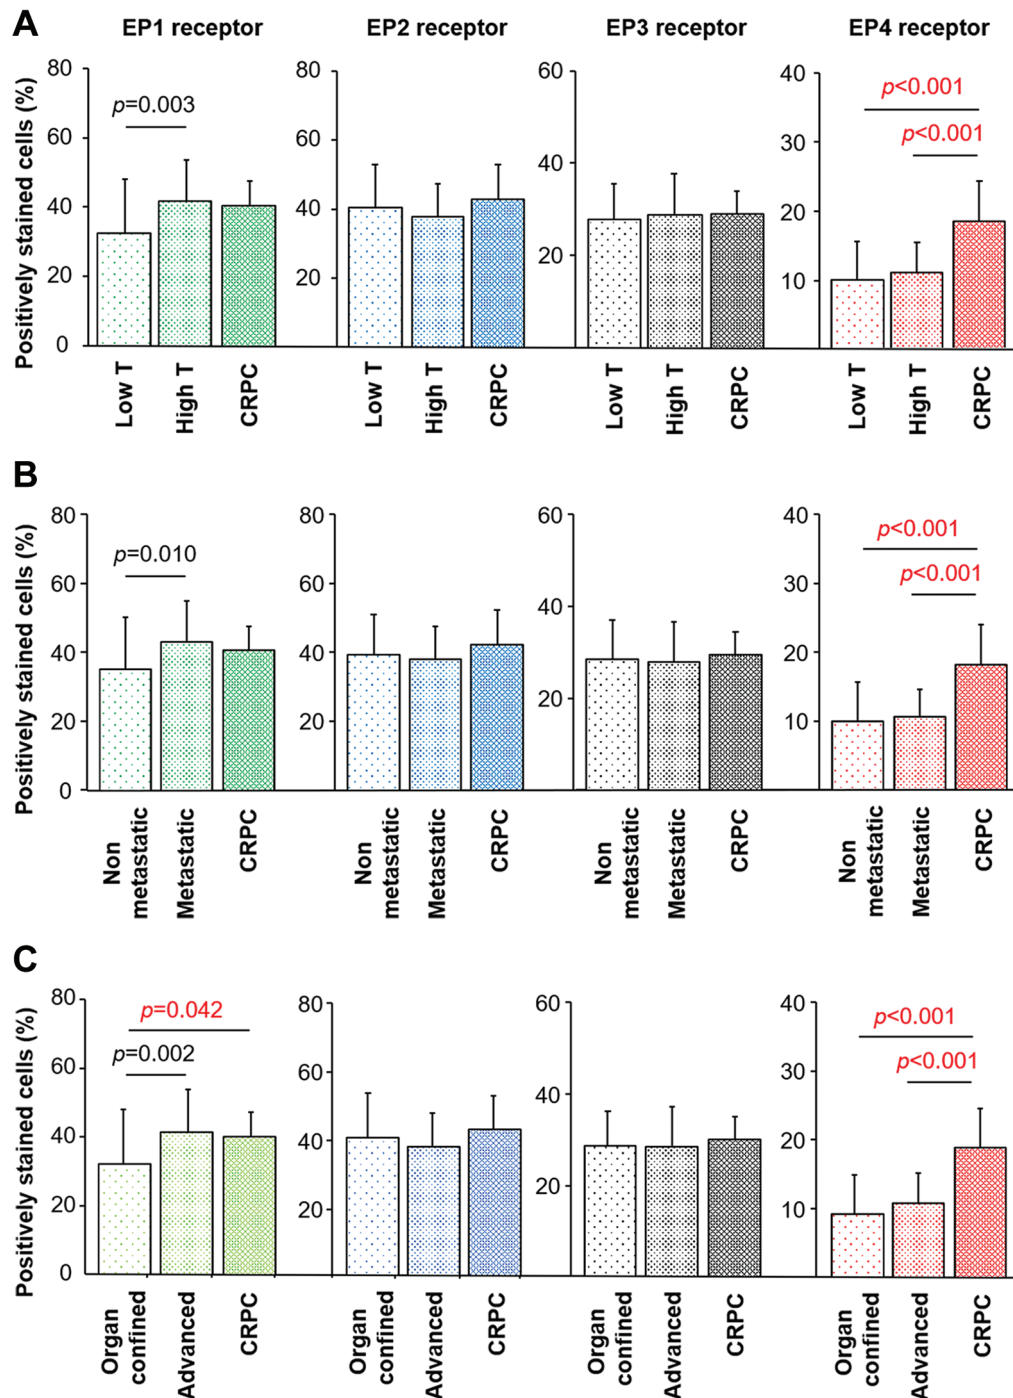 A
EP1 receptor
EP2 receptor
EP3 receptor
EP4 receptor
Positively stained cells (%)
80
60
40
20
0
p=0.003
Low T
High T
CRPC
80
60
40
20
Low T
High T
CRPC
60
40
20
Low T
High T
CRPC
40
30
20
10
p<0.001
p<0.001
Low T
High T
CRPC
B
Positively stained cells (%)
80
60
40
20
0
p=0.010
Non
metastatic
Metastatic
CRPC
80
60
40
20
Non
metastatic
Metastatic
CRPC
60
40
20
Non
metastatic
Metastatic
CRPC
40
30
20
10
p<0.001
p<0.001
Non
metastatic
Metastatic
CRPC
C
Positively stained cells (%)
80
60
40
20
0
p=0.042
p=0.002
Organ
confined
Advanced
CRPC
80
60
40
20
Organ
confined
Advanced
CRPC
60
40
20
Organ
confined
Advanced
CRPC
40
30
20
10
p<0.001
p<0.001
Organ
confined
Advanced
CRPC